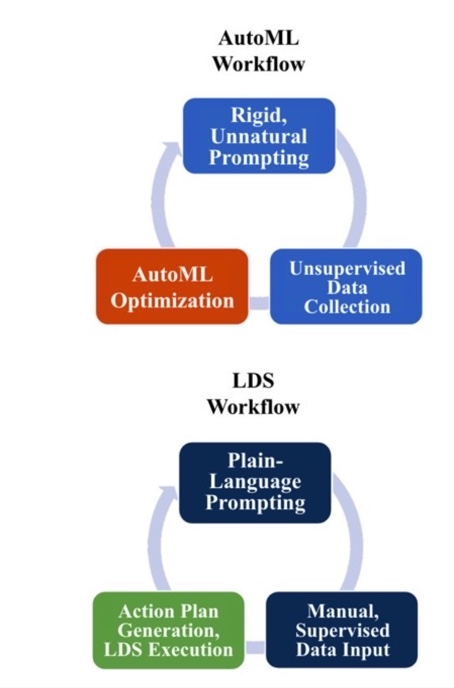 AutoML
Workflow
Rigid,
Unnatural
Prompting
AutoML
Optimization
Unsupervised
Data
Collection
LDS
Workflow
Plain-
Language
Prompting
Action Plan
Generation,
LDS Execution
Manual,
Supervised
Data Input